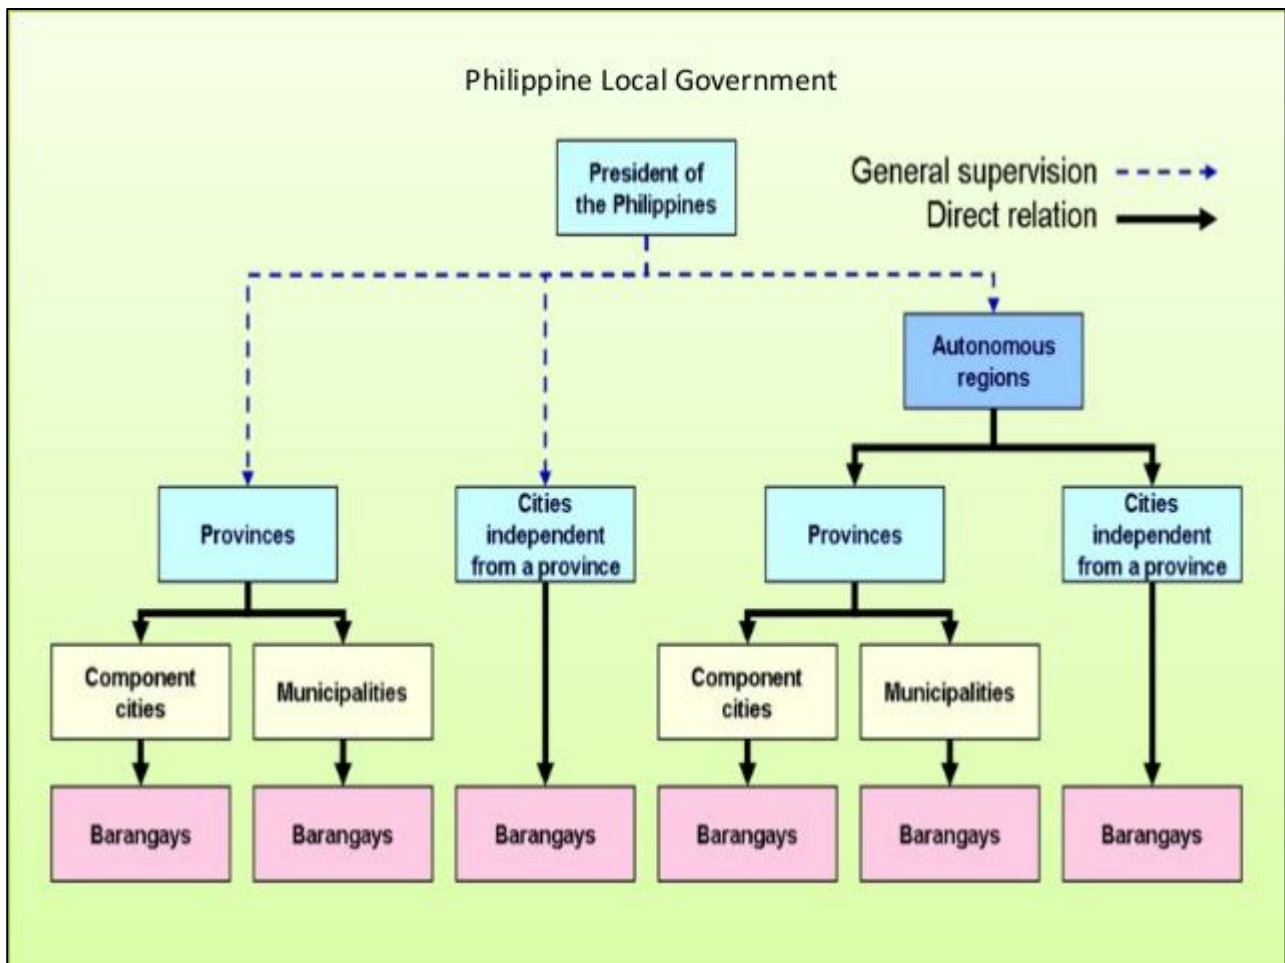 Philippine Local Government
President of
the Philippines
General supervision
Direct relation
Autonomous
regions
Provinces
Cities
independent
from a province
Provinces
Cities
independent
from a province
Component
cities
Municipalities
Component
cities
Municipalities
Barangays
Barangays
Barangays
Barangays
Barangays
Barangays